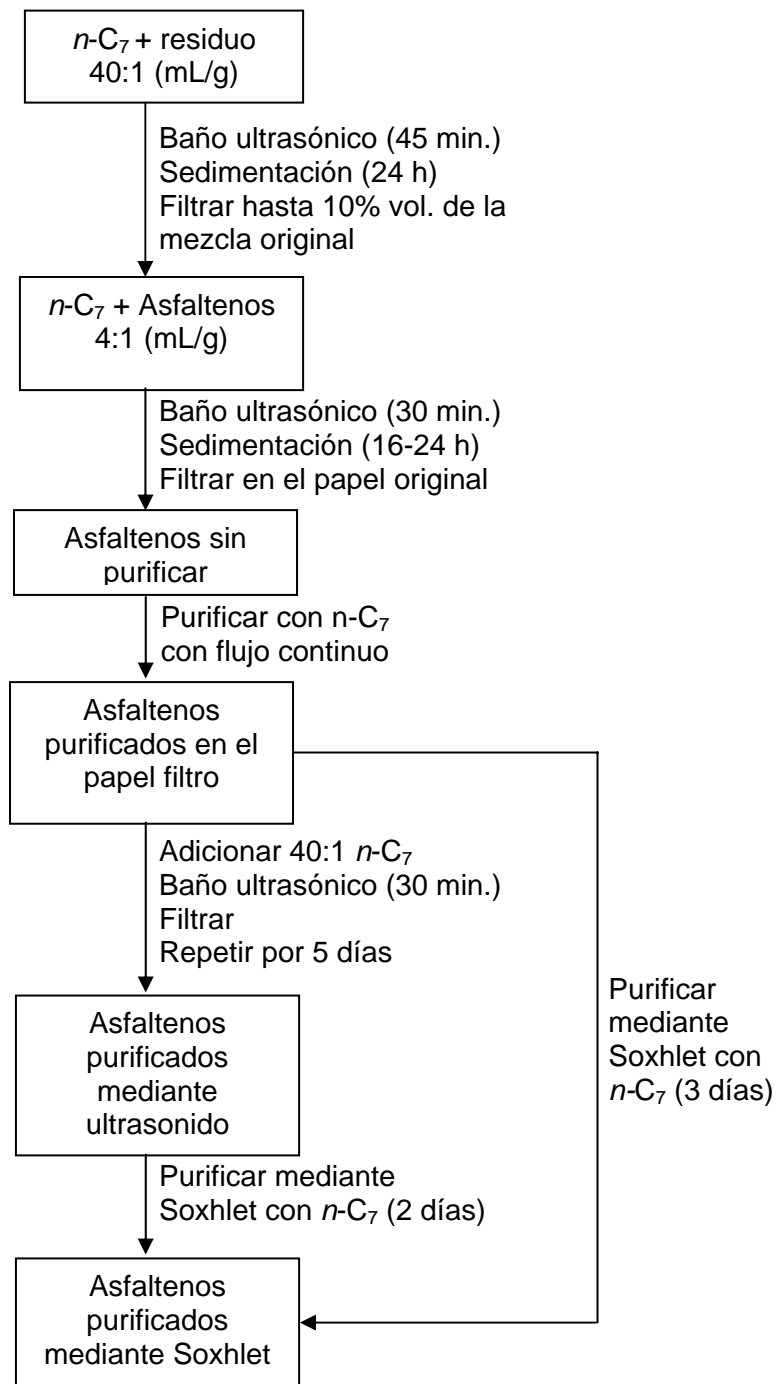 n-C₇ + residuo
40:1 (mL/g)
Baño ultrasónico (45 min.)
Sedimentación (24 h)
Filtrar hasta 10% vol. de la
mezcla original
n-C₇ + Asfaltenos
4:1 (mL/g)
Baño ultrasónico (30 min.)
Sedimentación (16-24 h)
Filtrar en el papel original
Asfaltenos sin
purificar
Purificar con n-C₇
con flujo continuo
Asfaltenos
purificados en el
papel filtro
Adicionar 40:1 n-C₇
Baño ultrasónico (30 min.)
Filtrar
Repetir por 5 días
Purificar
mediante
Soxhlet con
n-C₇ (3 días)
Asfaltenos
purificados
mediante
ultrasonido
Purificar mediante
Soxhlet con n-C₇ (2 días)
Asfaltenos
purificados
mediante Soxhlet